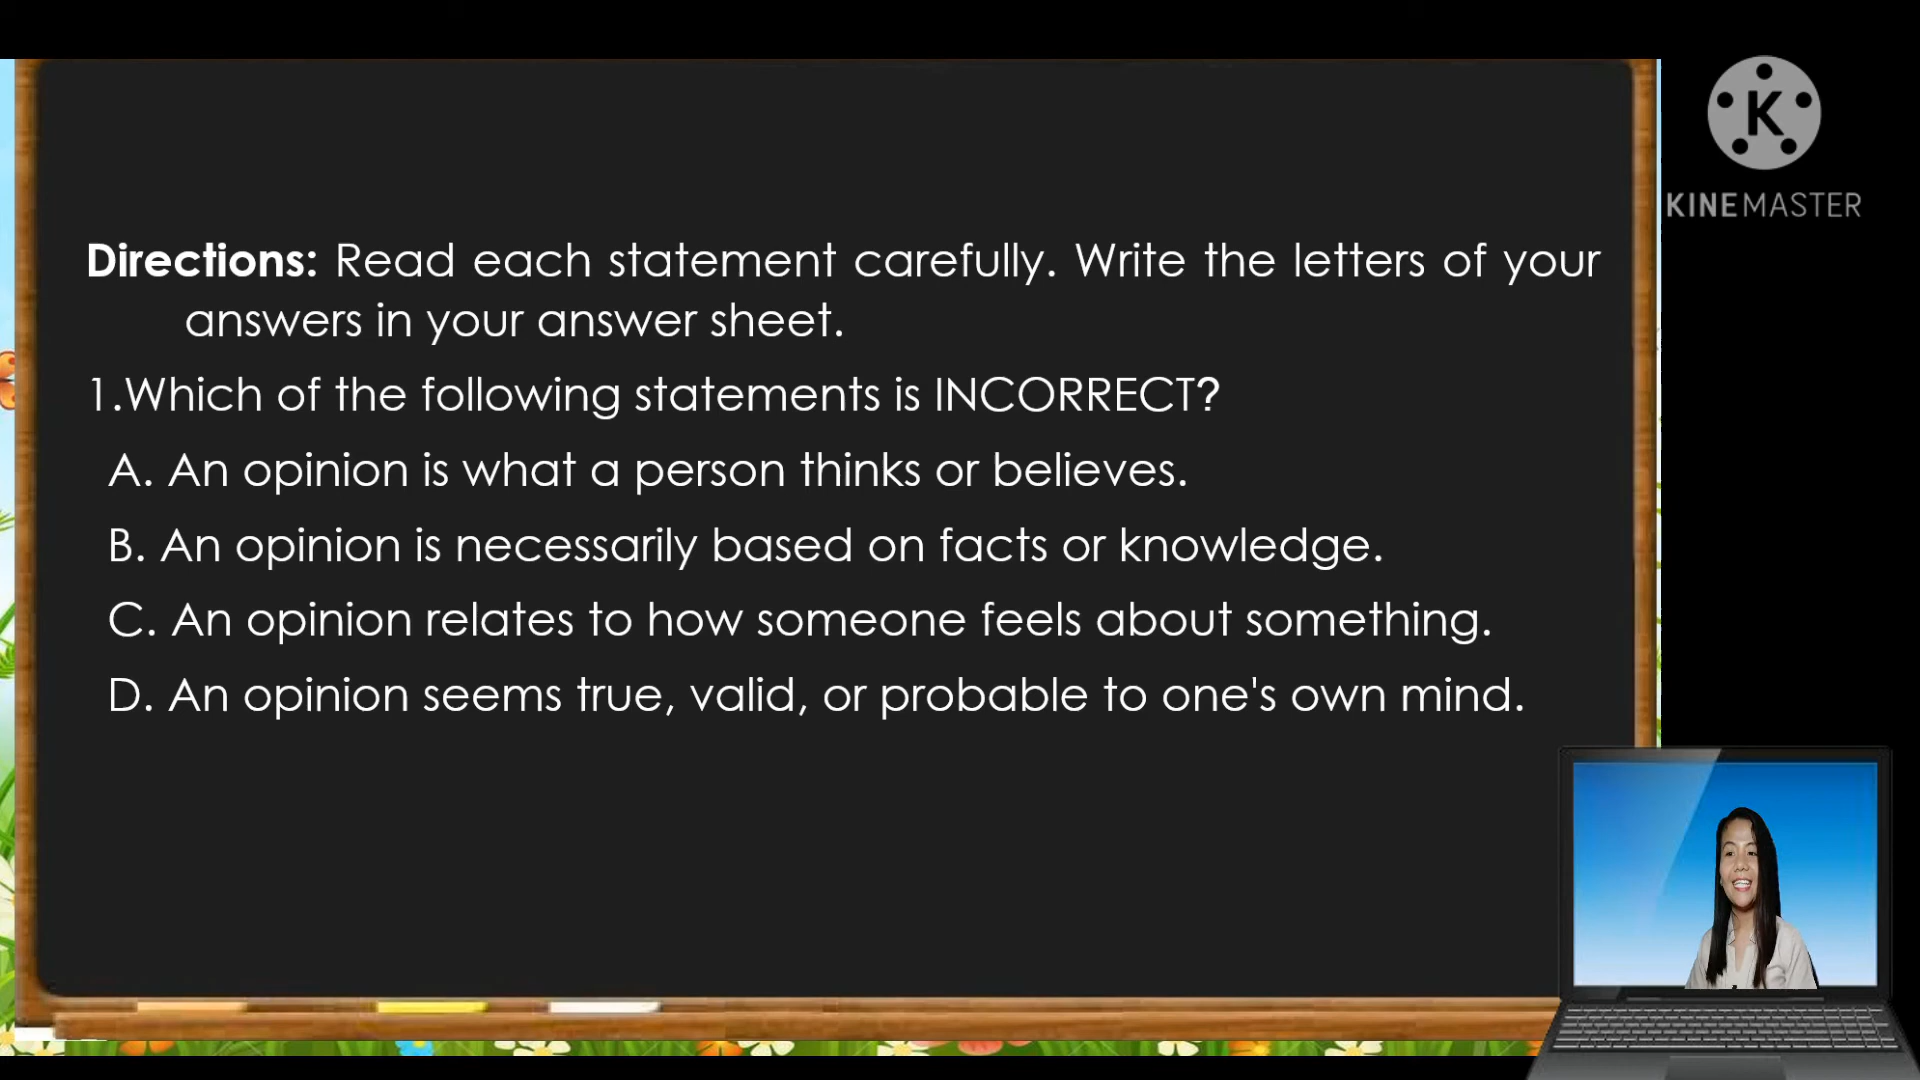 K
KINEMASTER
Directions: Read each statement carefully. Write the letters of your
answers in your answer sheet.
1.Which of the following statements is INCORRECT?
A. An opinion is what a person thinks or believes.
B. An opinion is necessarily based on facts or knowledge.
C. An opinion relates to how someone feels about something.
D. An opinion seems true, valid, or probable to one's own mind.